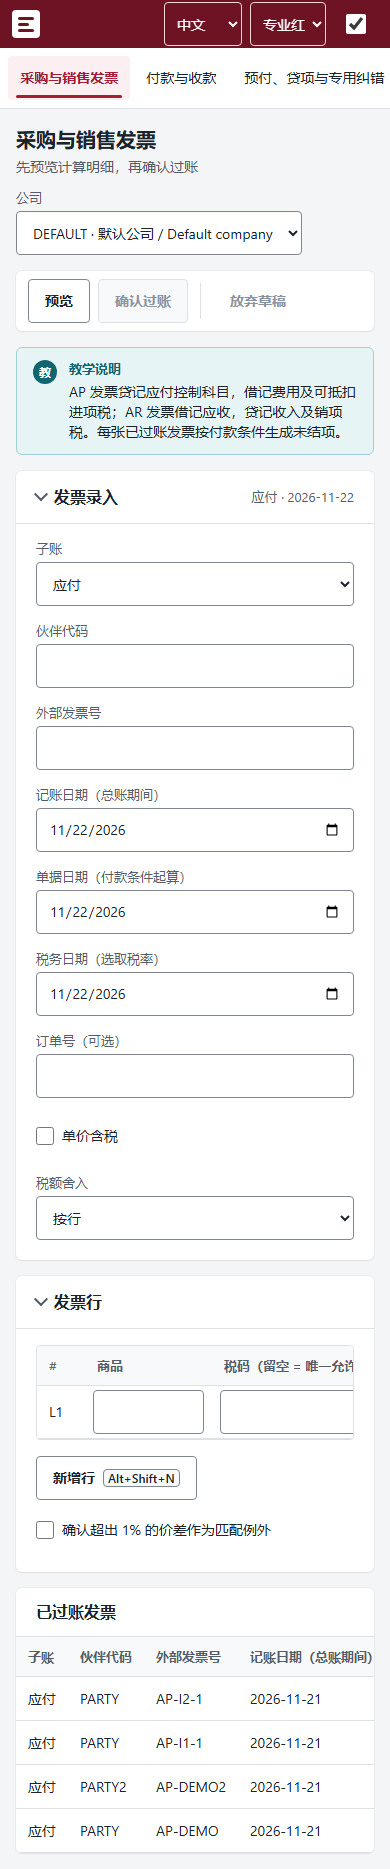 中文
专业红
采购与销售发票
付款与收款
预付、贷项与专用纠错
采购与销售发票
先预览计算明细，再确认过账
公司
DEFAULT · 默认公司 / Default company
预览
确认过账
放弃草稿
教
教学说明
AP 发票贷记应付控制科目，借记费用及可抵扣
进项税；AR 发票借记应收，贷记收入及销项
税。每张已过账发票按付款条件生成未结项。
发票录入
应付 · 2026-11-22
子账
应付
伙伴代码
外部发票号
记账日期（总账期间）
11/22/2026
单据日期（付款条件起算）
11/22/2026
税务日期（选取税率）
11/22/2026
订单号（可选）
单价含税
税额舍入
按行
发票行
# 商品 税码（留空 = 唯一允许
L1
新增行 Alt+Shift+N
确认超出 1% 的价差作为匹配例外
已过账发票
子账 伙伴代码 外部发票号 记账日期（总账期间）
应付 PARTY AP-I2-1 2026-11-21
应付 PARTY AP-I1-1 2026-11-21
应付 PARTY2 AP-DEMO2 2026-11-21
应付 PARTY AP-DEMO 2026-11-21